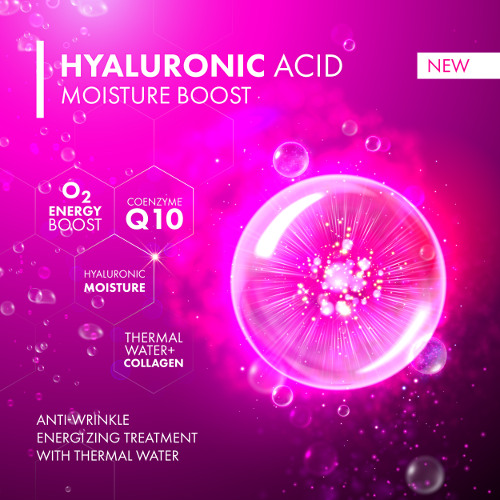 HYALURONIC ACID
MOISTURE BOOST
NEW
O2
ENERGY
BOOST
COENZYME
Q10
HYALURONIC
MOISTURE
THERMAL
WATER+
COLLAGEN
ANTI-WRINKLE
ENERGIZING TREATMENT
WITH THERMAL WATER